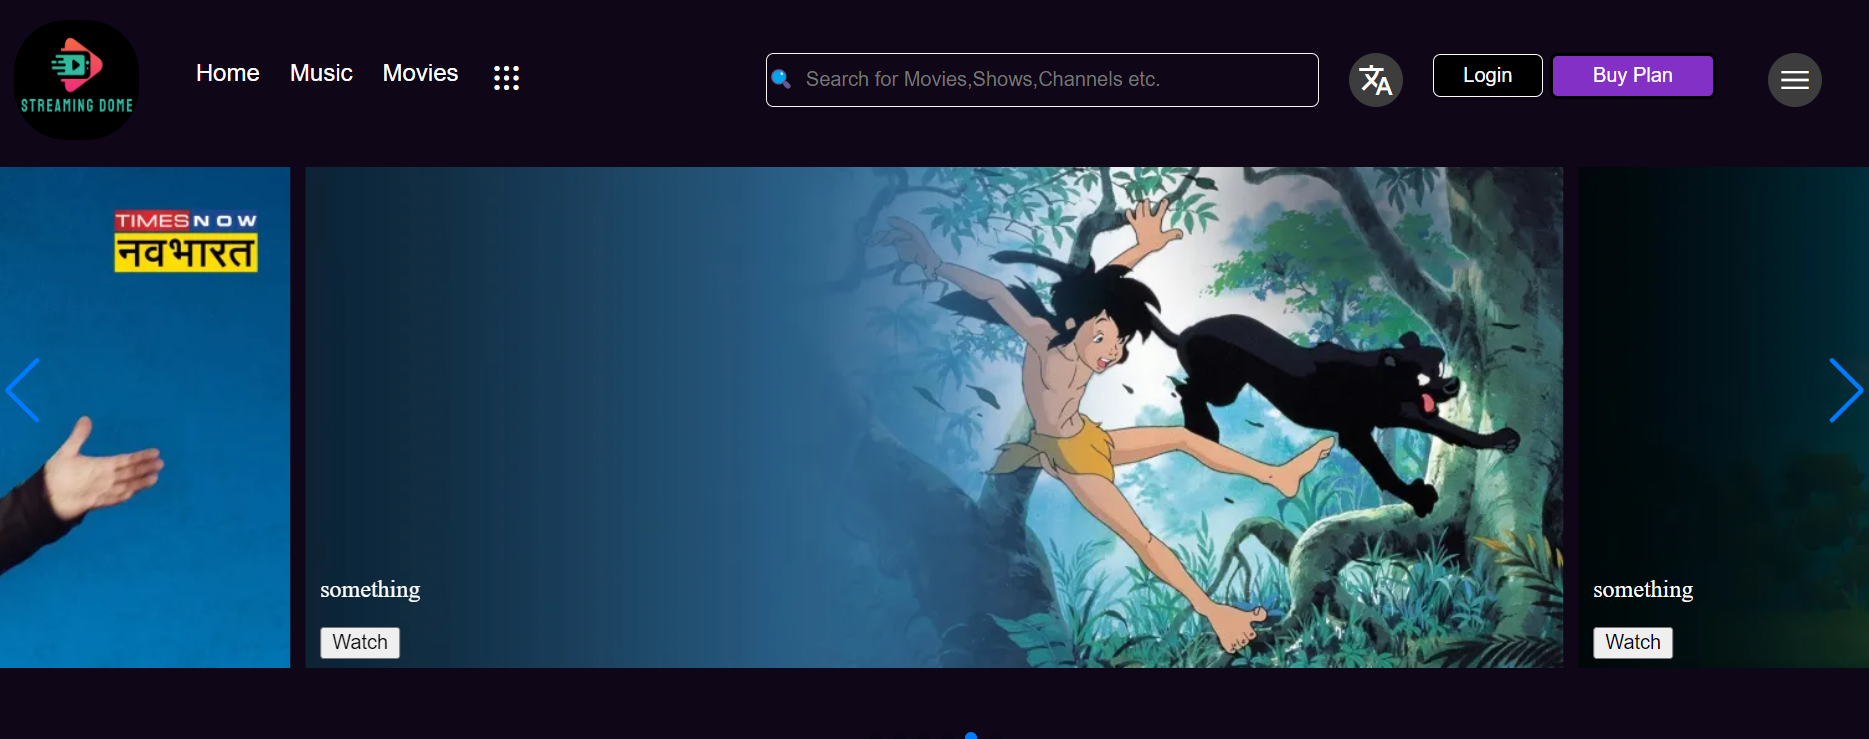 STREAMING DOME
Home Music Movies
Search for Movies,Shows,Channels etc.
Login
Buy Plan
TIMES NOW
नवभारत
something
Watch
something
Watch